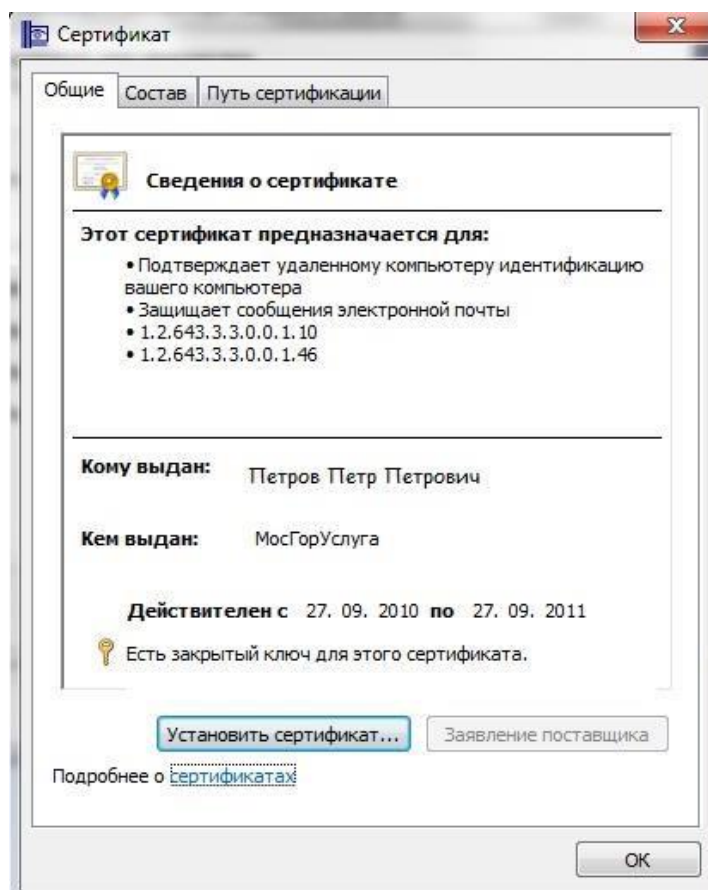 Сертификат
Общие Состав Путь сертификации
Сведения о сертификате
Этот сертификат предназначается для:
• Подтверждает удаленному компьютеру идентификацию
вашего компьютера
• Защищает сообщения электронной почты
• 1.2.643.3.3.0.0.1.10
• 1.2.643.3.3.0.0.1.46
Кому выдан: Петров Петр Петрович
Кем выдан: МосГорУслуга
Действителен с 27. 09. 2010 по 27. 09. 2011
Есть закрытый ключ для этого сертификата.
Установить сертификат... Заявление поставщика
Подробнее о сертификатах
ОК